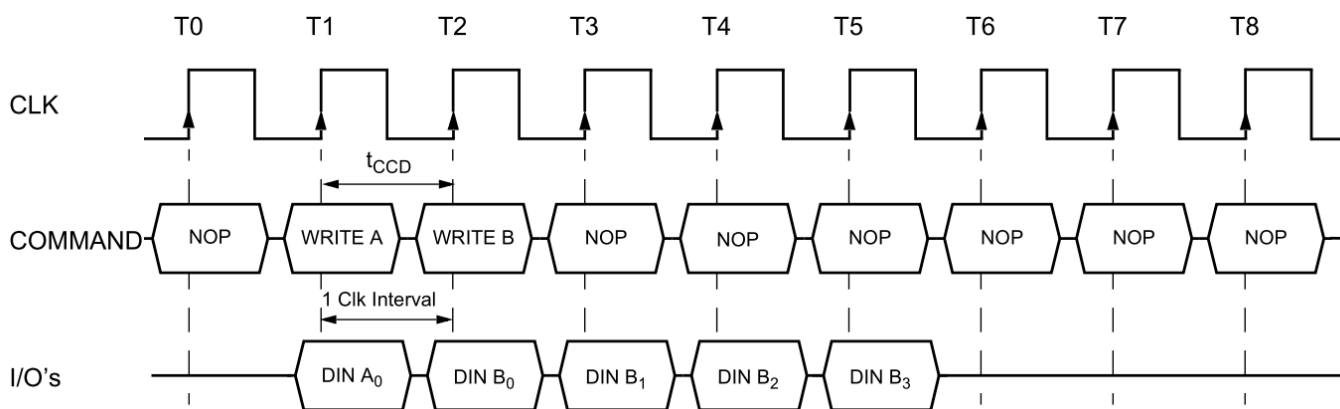 T0 T1 T2 T3 T4 T5 T6 T7 T8
CLK
tCCD
COMMAND NOP WRITE A WRITE B NOP NOP NOP NOP NOP NOP
1 Clk Interval
I/O's DIN A0 DIN B0 DIN B1 DIN B2 DIN B3